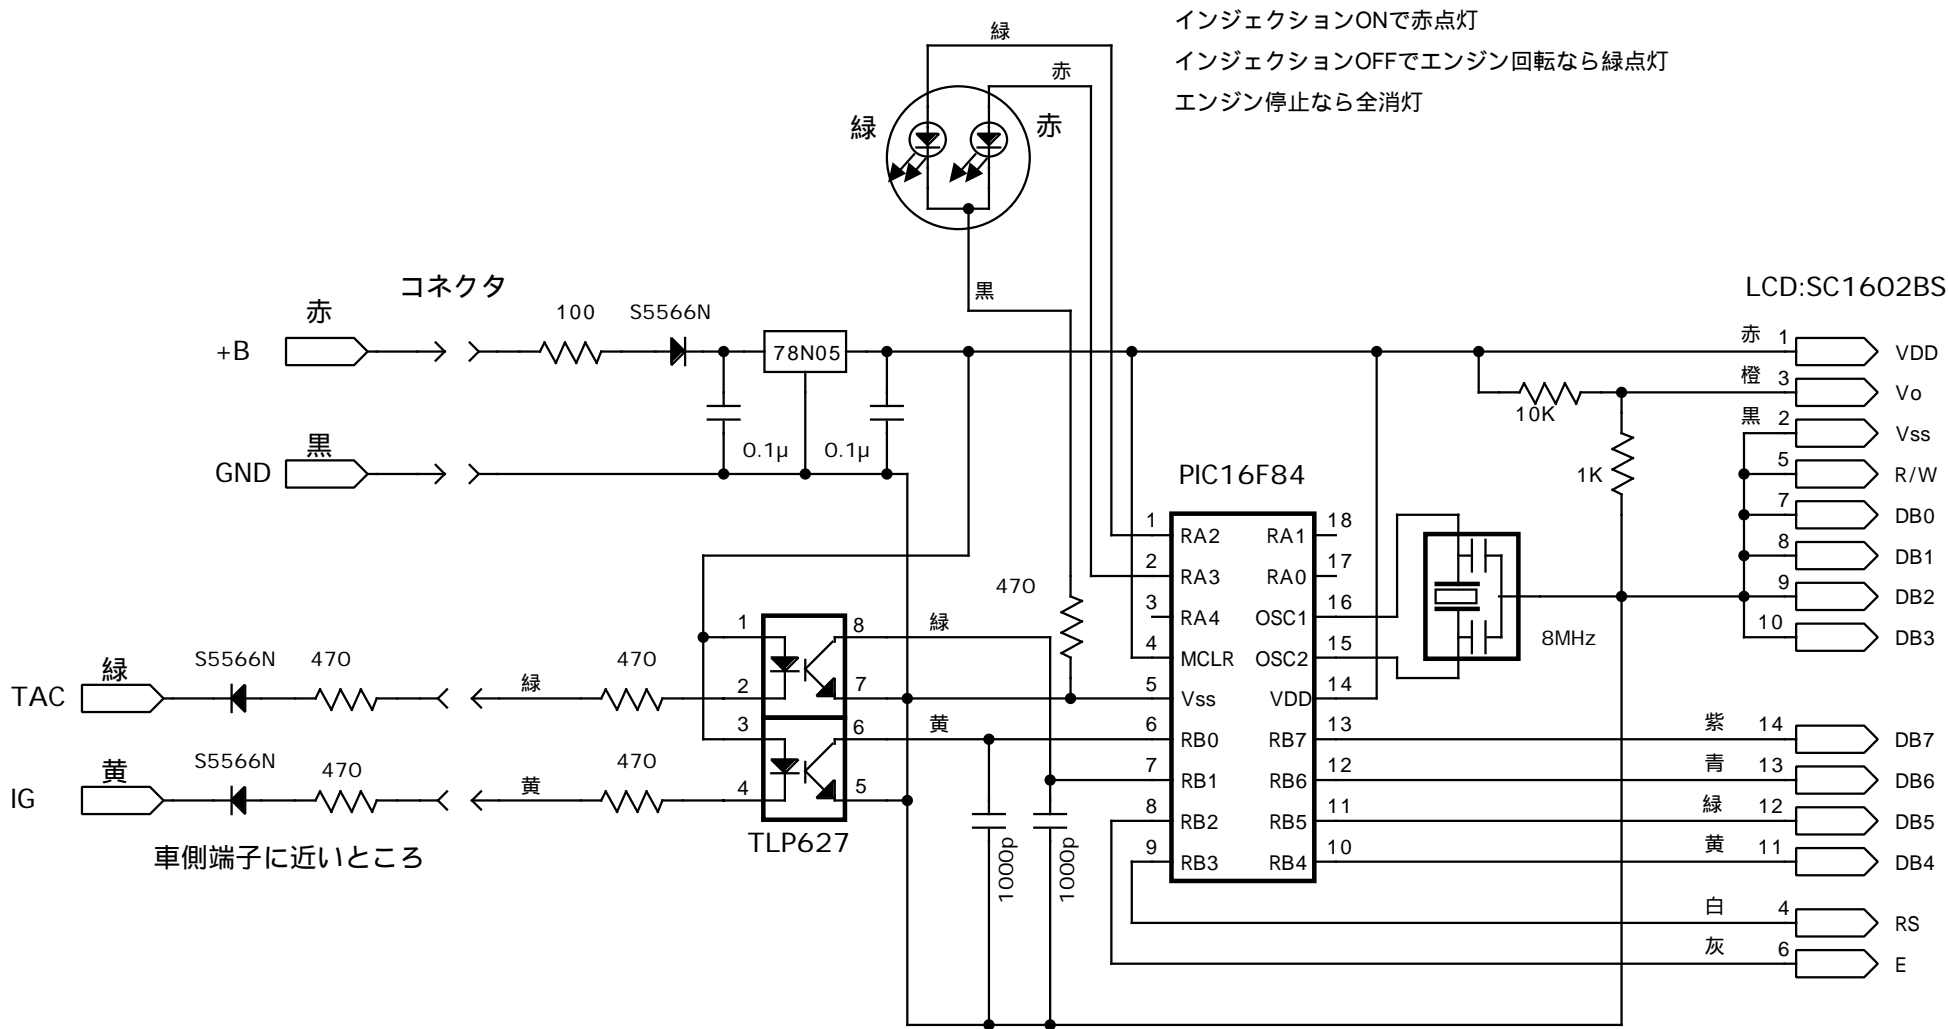 インジェクションONで赤点灯
インジェクションOFFでエンジン回転なら緑点灯
エンジン停止なら全消灯
緑
赤
緑
赤
黒
コネクタ
+B
赤
100
S5566N
78N05
0.1μ
0.1μ
GND
黒
LCD:SC1602BS
赤 1 VDD
橙 3 Vo
黒 2 Vss
5 R/W
7 DB0
8 DB1
9 DB2
10 DB3
10K
1K
PIC16F84
1 RA2
2 RA3
3 RA4
4 MCLR
5 Vss
6 RB0
7 RB1
8 RB2
9 RB3
RA1 18
RA0 17
OSC1 16
OSC2 15
VDD 14
RB7 13
RB6 12
RB5 11
RB4 10
8MHz
470
TAC
緑
S5566N
470
緑
470
1
2
8
7
緑
IG
黄
S5566N
470
黄
470
3
4
6
5
黄
TLP627
車側端子に近いところ
1000p
1000p
紫 14 DB7
青 13 DB6
緑 12 DB5
黄 11 DB4
白 4 RS
灰 6 E